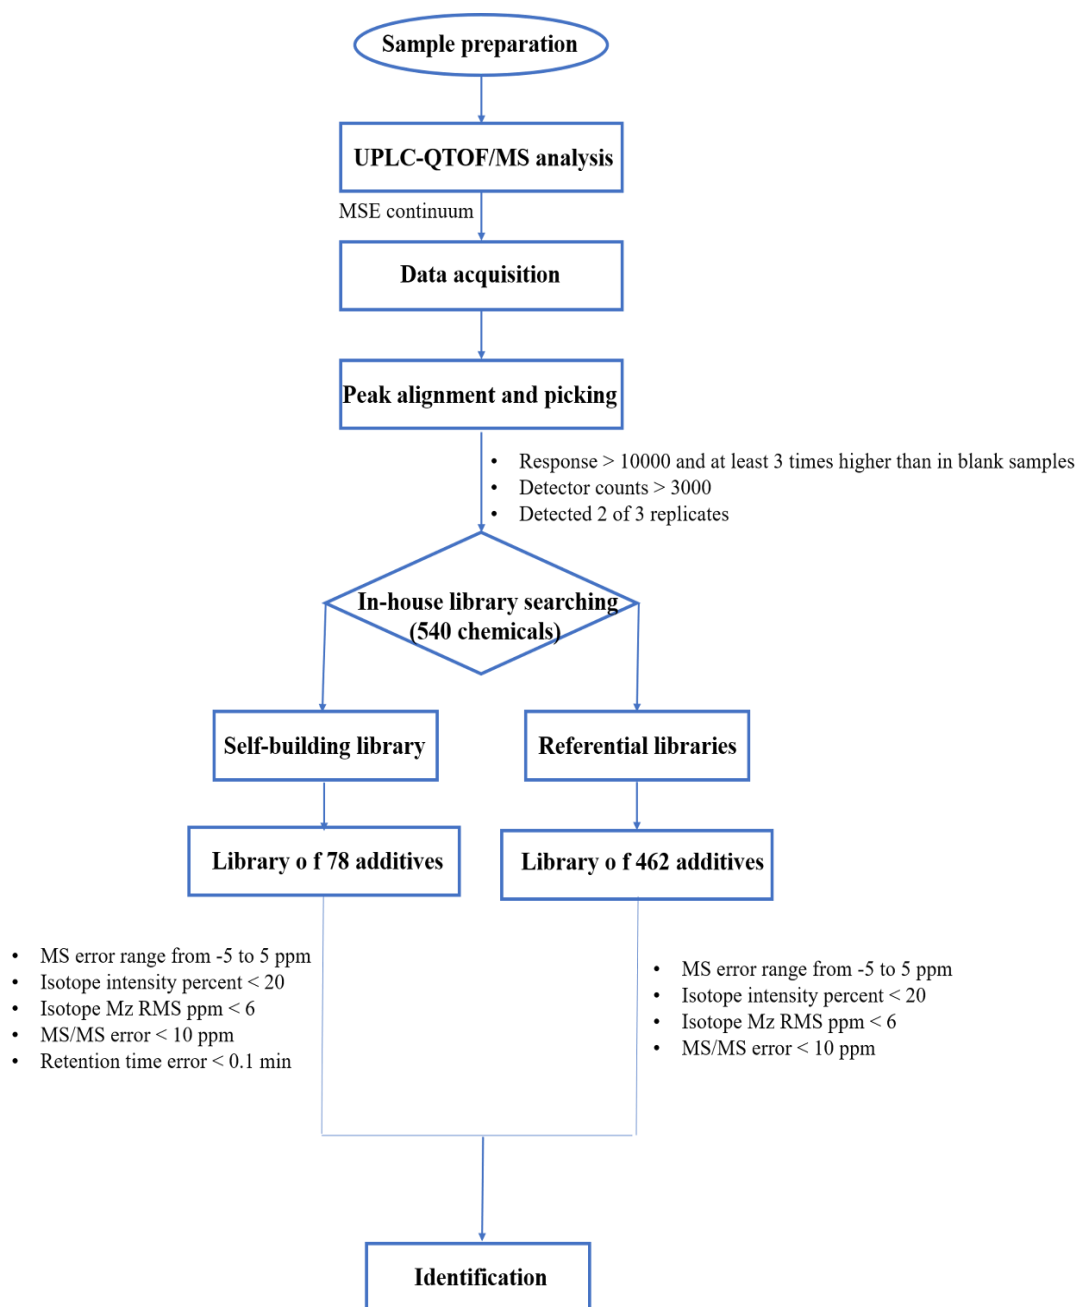 Sample preparation
UPLC-QTOF/MS analysis
MSE continuum
Data acquisition
Peak alignment and picking
• Response > 10000 and at least 3 times higher than in blank samples
• Detector counts > 3000
• Detected 2 of 3 replicates
In-house library searching
(540 chemicals)
Self-building library
Referential libraries
Library o f 78 additives
Library o f 462 additives
• MS error range from -5 to 5 ppm
• Isotope intensity percent < 20
• Isotope Mz RMS ppm < 6
• MS/MS error < 10 ppm
• Retention time error < 0.1 min
• MS error range from -5 to 5 ppm
• Isotope intensity percent < 20
• Isotope Mz RMS ppm < 6
• MS/MS error < 10 ppm
Identification